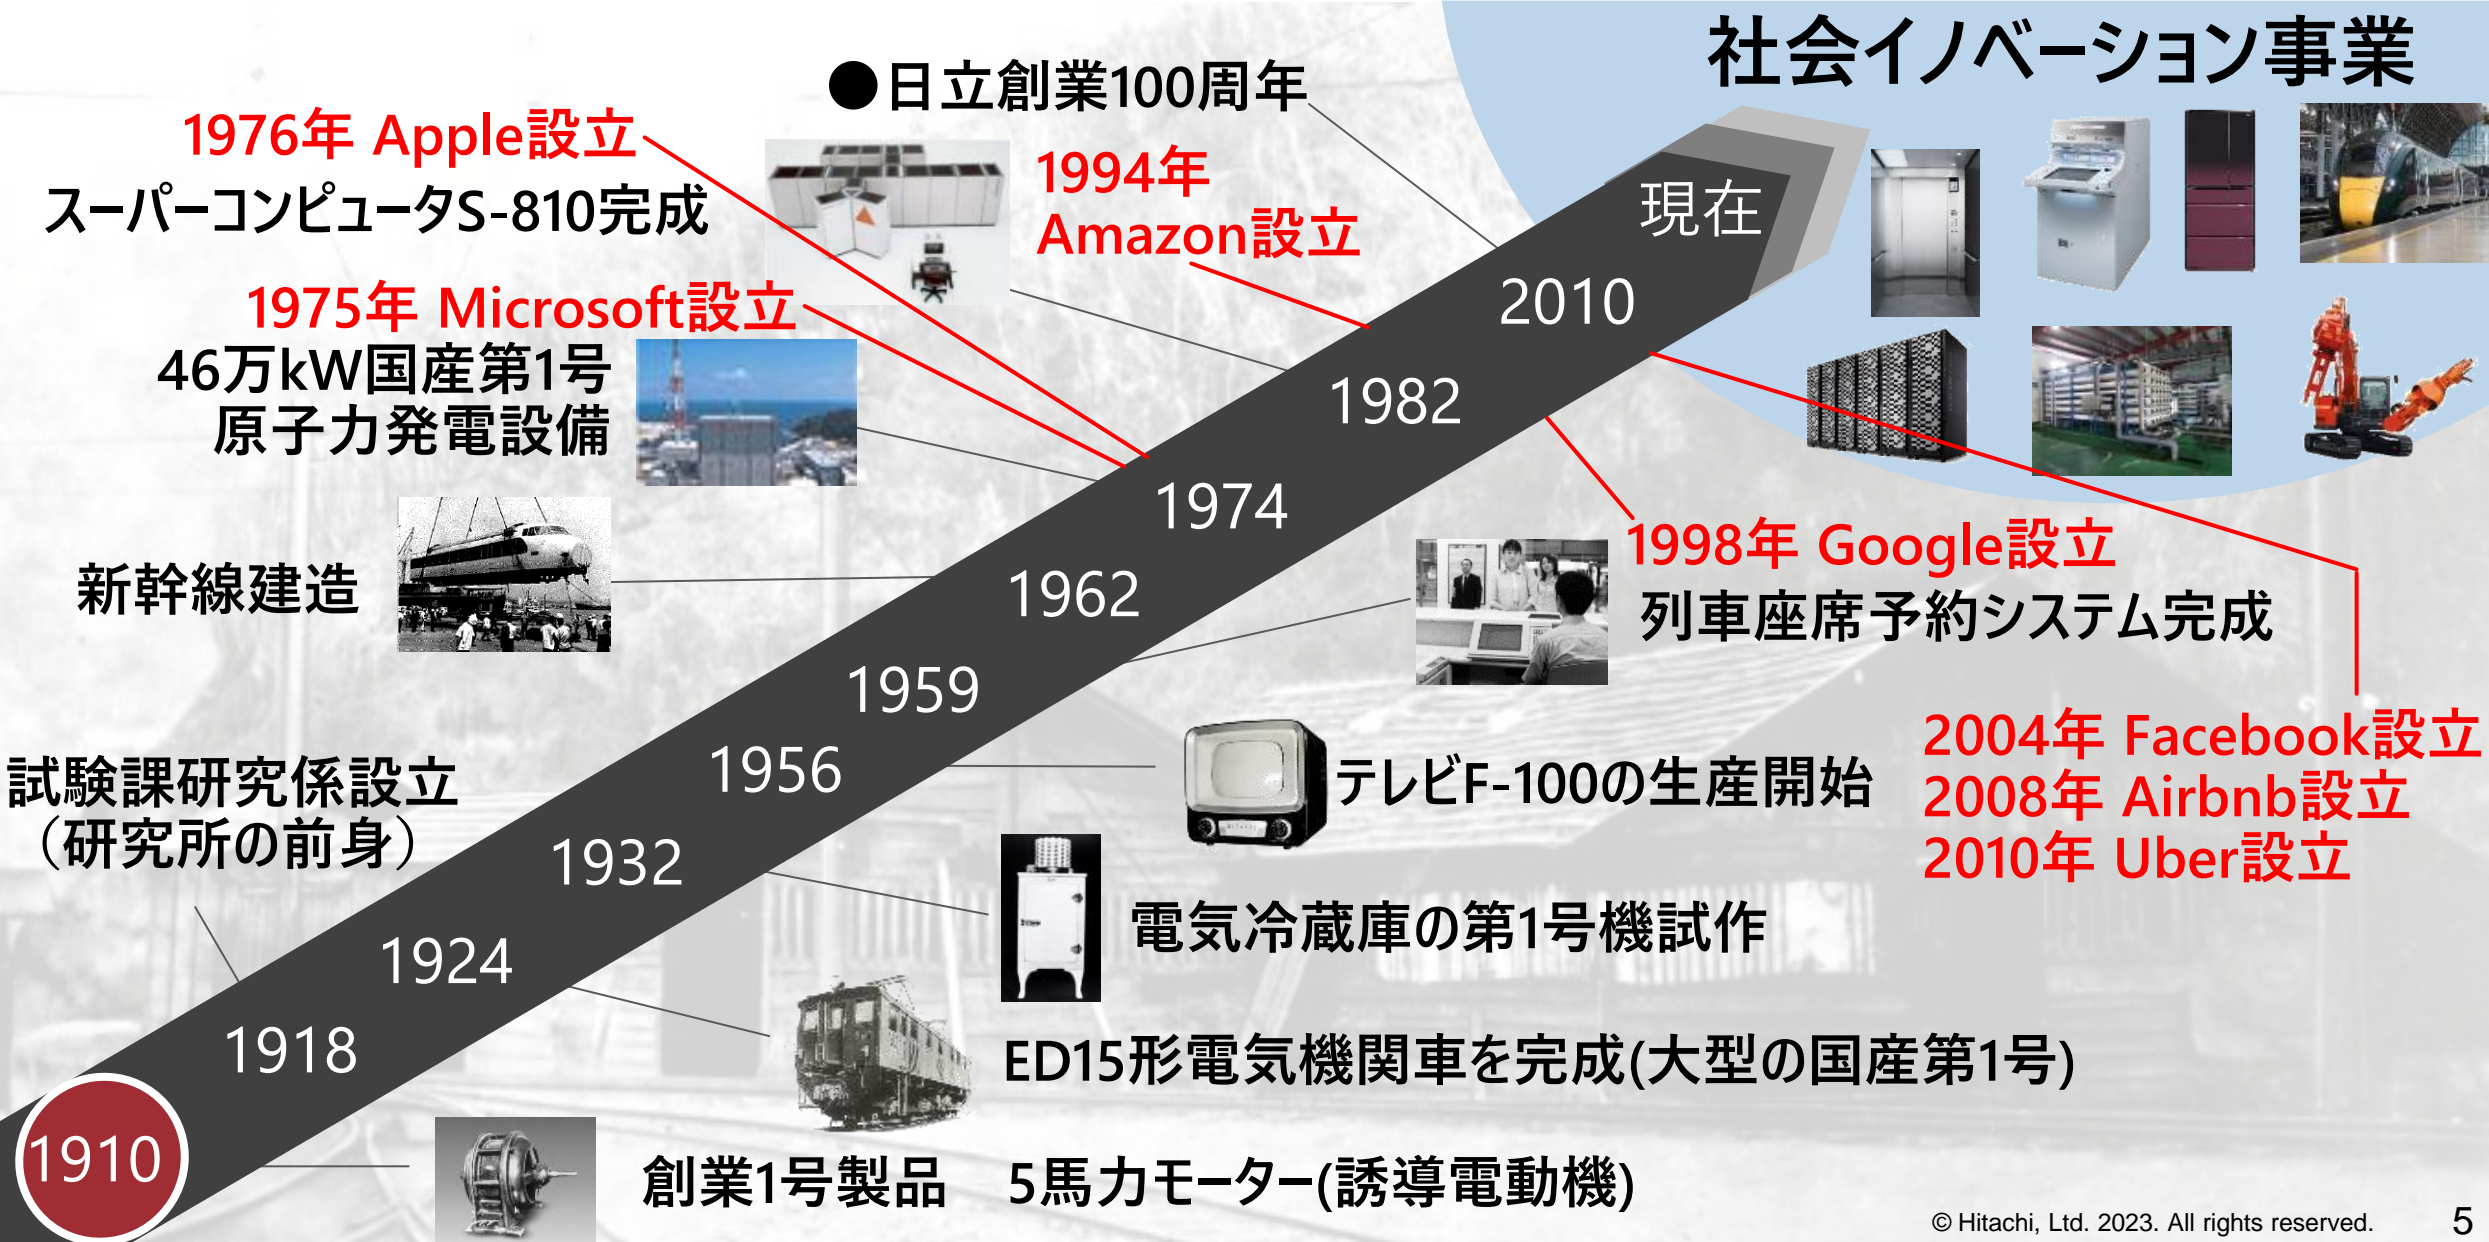 社会イノベーション事業
●日立創業100周年
1976年 Apple設立
スーパーコンピュータS-810完成
1994年
Amazon設立
1975年 Microsoft設立
46万kW国産第1号
原子力発電設備
新幹線建造
試験課研究係設立
（研究所の前身）
現在
2010
1982
1974
1962
1959
1956
1932
1924
1918
1910
1998年 Google設立
列車座席予約システム完成
2004年 Facebook設立
2008年 Airbnb設立
2010年 Uber設立
テレビF-100の生産開始
電気冷蔵庫の第1号機試作
ED15形電気機関車を完成(大型の国産第1号)
創業1号製品　5馬力モーター(誘導電動機)
© Hitachi, Ltd. 2023. All rights reserved.
5